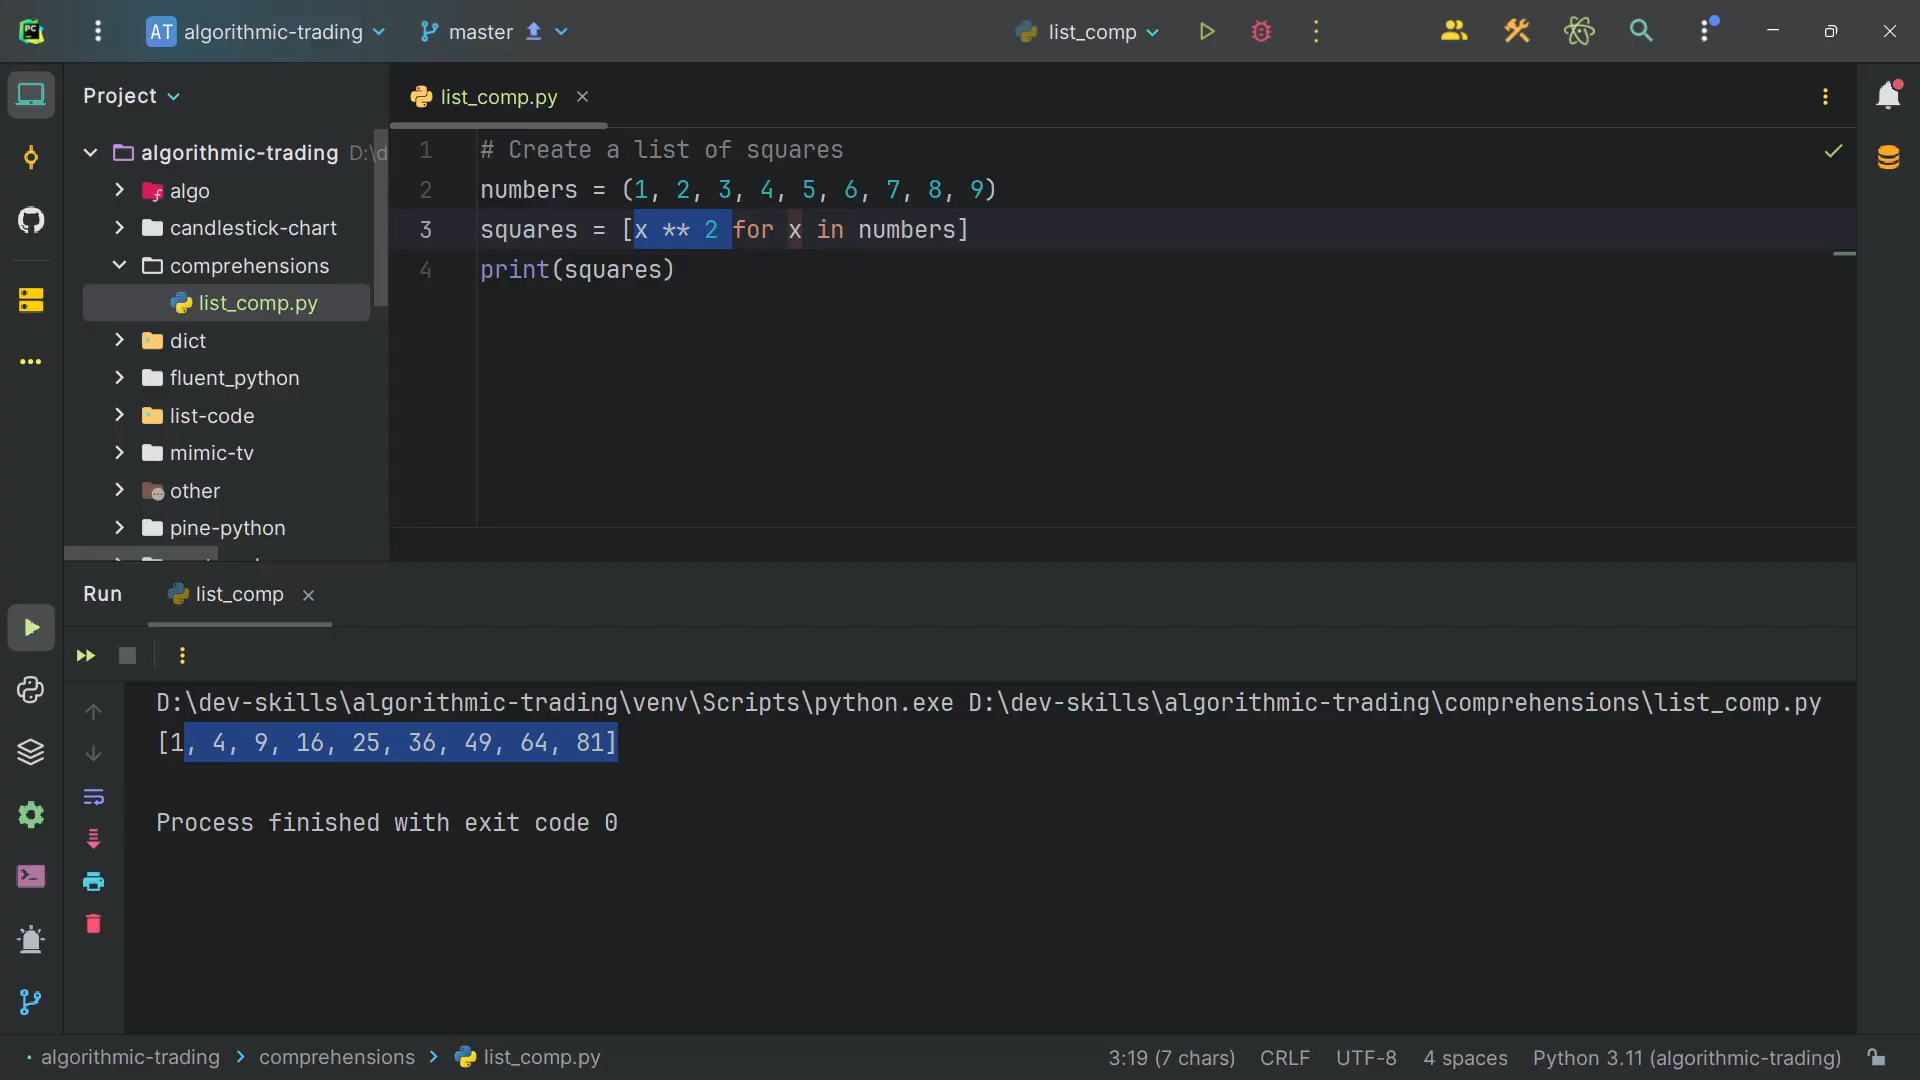 PC
AT algorithmic-trading
master
list_comp
Project
algorithmic-trading D:\d
algo
candlestick-chart
comprehensions
list_comp.py
dict
fluent_python
list-code
mimic-tv
other
pine-python
list_comp.py
1 # Create a list of squares
2 numbers = (1, 2, 3, 4, 5, 6, 7, 8, 9)
3 squares = [x ** 2 for x in numbers]
4 print(squares)
Run list_comp
D:\dev-skills\algorithmic-trading\venv\Scripts\python.exe D:\dev-skills\algorithmic-trading\comprehensions\list_comp.py
[1, 4, 9, 16, 25, 36, 49, 64, 81]
Process finished with exit code 0
algorithmic-trading > comprehensions > list_comp.py
3:19 (7 chars) CRLF UTF-8 4 spaces Python 3.11 (algorithmic-trading)